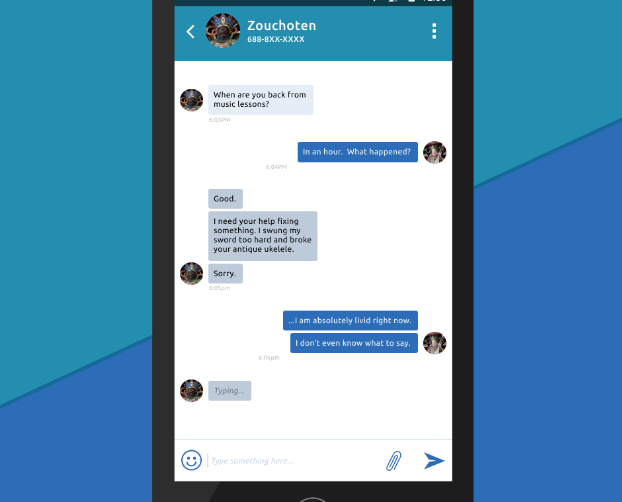 Zouchoten
688-8XX-XXXX
When are you back from
music lessons?
6:03PM
In an hour. What happened?
6:04PM
Good.
I need your help fixing
something. I swung my
sword too hard and broke
your antique ukelele.
Sorry.
6:05pm
...I am absolutely livid right now.
I don't even know what to say.
6:06pm
Typing...
Type something here...